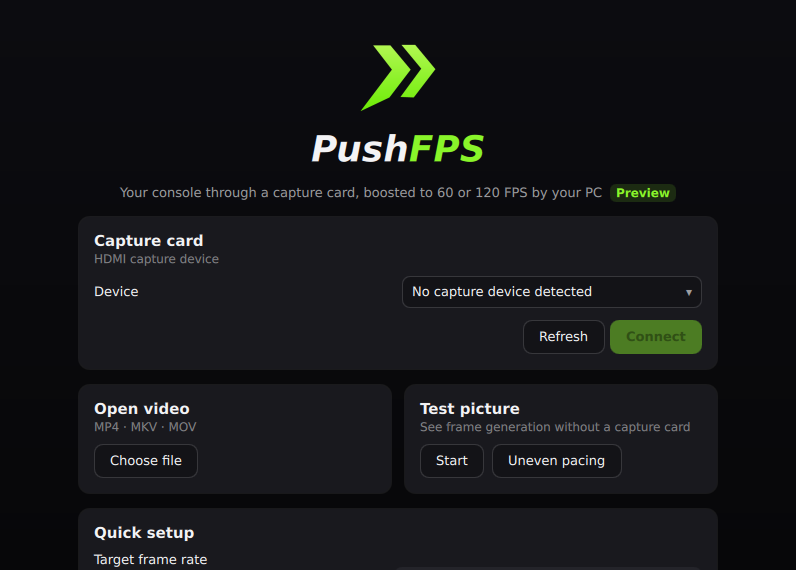 PushFPS
Your console through a capture card, boosted to 60 or 120 FPS by your PC Preview
Capture card
HDMI capture device
Device
No capture device detected
Refresh
Connect
Open video
MP4 · MKV · MOV
Choose file
Test picture
See frame generation without a capture card
Start
Uneven pacing
Quick setup
Target frame rate